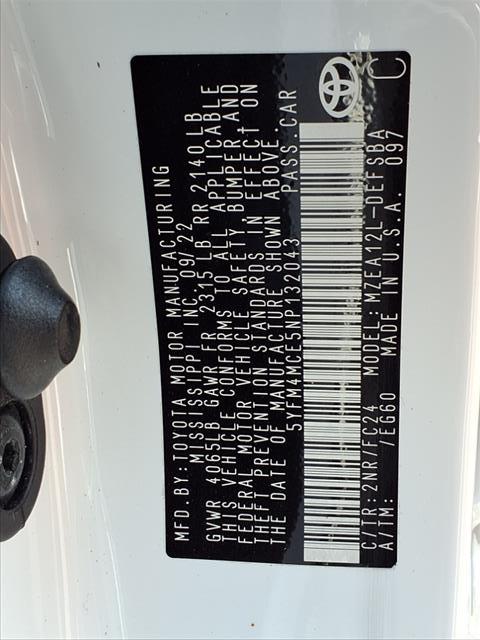 MFD BY: TOYOTA MOTOR MANUFACTURING
MISSISSIPPI INC. 09/22
GVWR 4065LB GAWR FR 2315 LB RR 2140 LB
THIS VEHICLE CONFORMS TO ALL APPLICABLE
FEDERAL MOTOR VEHICLE SAFETY, BUMPER AND
THEFT PREVENTION STANDARDS IN EFFECT ON
THE DATE OF MANUFACTURE SHOWN ABOVE.
5YFM4MCE5NP132043 PASS.CAR
C/TR: 2NR/FC24 MODEL: MZEA12L-DEFSBA C
A/TM: /EG60 MADE IN U.S.A. 097